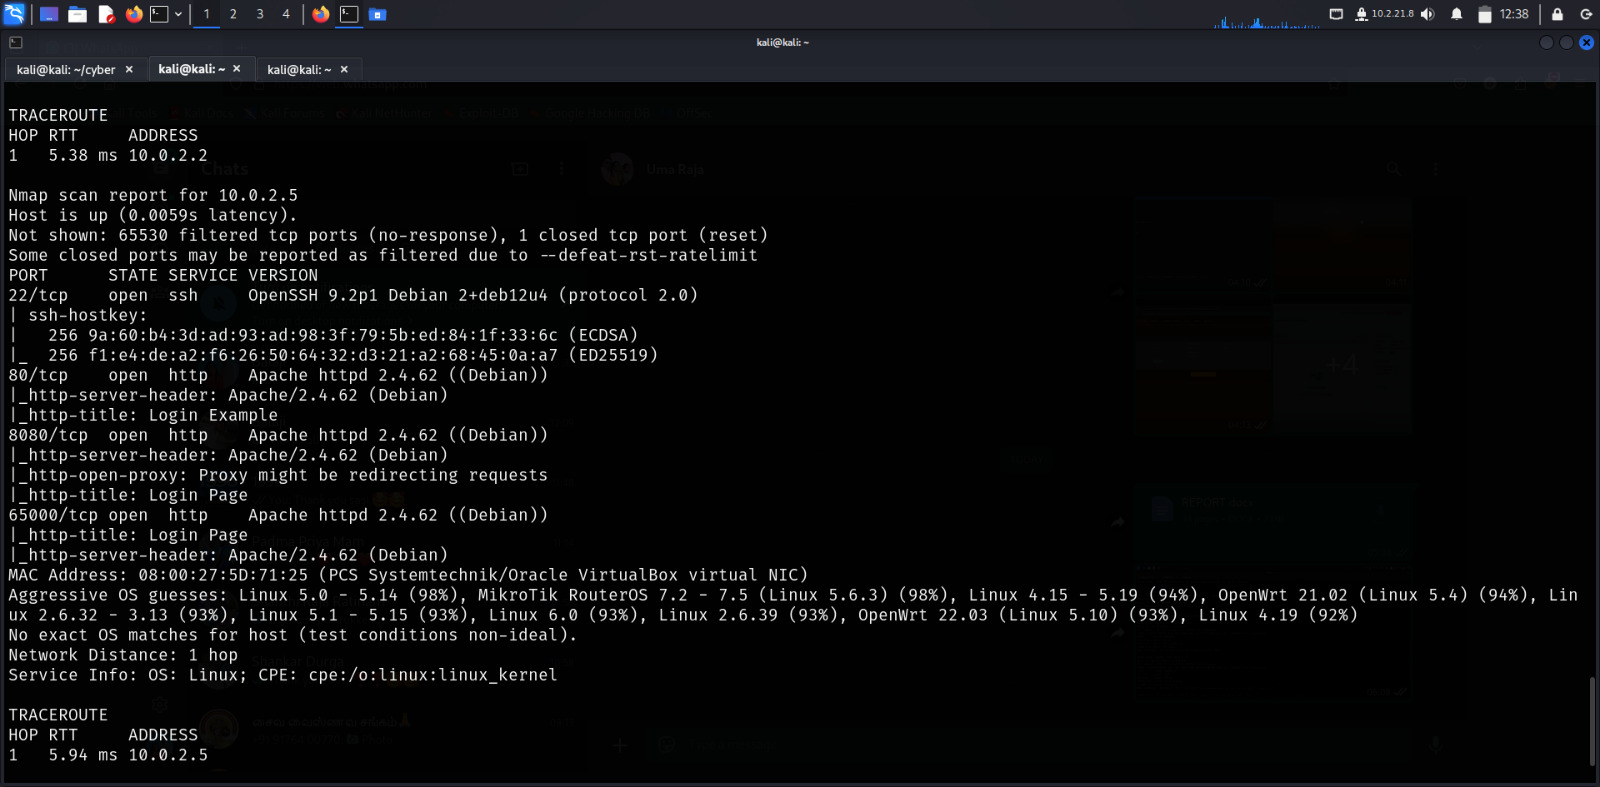 1 2 3 4
10.2.21.8
12:38
kali@kali: ~
kali@kali: ~/cyber × kali@kali: ~ × kali@kali: ~ ×
TRACEROUTE
HOP RTT     ADDRESS
1   5.38 ms 10.0.2.2
Chats
Uma Raja
Nmap scan report for 10.0.2.5
Host is up (0.0059s latency).
Not shown: 65530 filtered tcp ports (no-response), 1 closed tcp port (reset)
Some closed ports may be reported as filtered due to --defeat-rst-ratelimit
PORT      STATE SERVICE VERSION
22/tcp    open  ssh     OpenSSH 9.2p1 Debian 2+deb12u4 (protocol 2.0)
| ssh-hostkey:
|   256 9a:60:b4:3d:ad:93:ad:98:3f:79:5b:ed:84:1f:33:6c (ECDSA)
|_  256 f1:e4:de:a2:f6:26:50:64:32:d3:21:a2:68:45:0a:a7 (ED25519)
+4
80/tcp    open  http    Apache httpd 2.4.62 ((Debian))
|_http-server-header: Apache/2.4.62 (Debian)
|_http-title: Login Example
8080/tcp  open  http    Apache httpd 2.4.62 ((Debian))
|_http-server-header: Apache/2.4.62 (Debian)
|_http-open-proxy: Proxy might be redirecting requests
|_http-title: Login Page
REPORT.docx
65000/tcp open  http    Apache httpd 2.4.62 ((Debian))
|_http-title: Login Page
Padma Priya Mam
|_http-server-header: Apache/2.4.62 (Debian)
MAC Address: 08:00:27:5D:71:25 (PCS Systemtechnik/Oracle VirtualBox virtual NIC)
Aggressive OS guesses: Linux 5.0 - 5.14 (98%), MikroTik RouterOS 7.2 - 7.5 (Linux 5.6.3) (98%), Linux 4.15 - 5.19 (94%), OpenWrt 21.02 (Linux 5.4) (94%), Lin
ux 2.6.32 - 3.13 (93%), Linux 5.1 - 5.15 (93%), Linux 6.0 (93%), Linux 2.6.39 (93%), OpenWrt 22.03 (Linux 5.10) (93%), Linux 4.19 (92%)
No exact OS matches for host (test conditions non-ideal).
Network Distance: 1 hop
Service Info: OS: Linux; CPE: cpe:/o:linux:linux_kernel
TRACEROUTE
HOP RTT     ADDRESS
1   5.94 ms 10.0.2.5